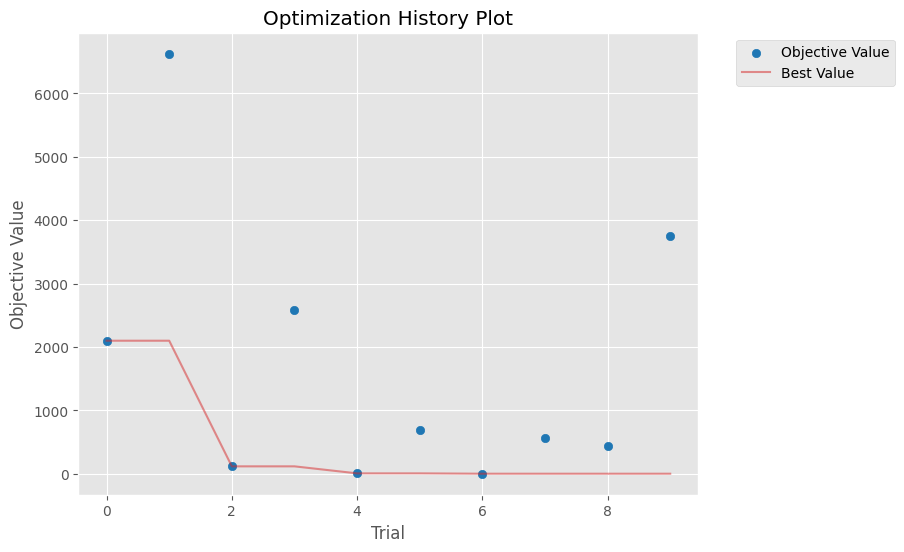 Optimization History Plot
Objective Value
Best Value
6000
5000
4000
3000
2000
1000
0
Objective Value
0 2 4 6 8
Trial